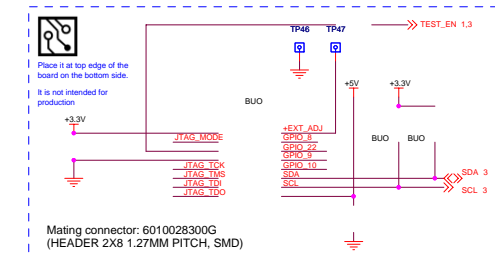 TP46 TP47
TEST_EN 1,3
Place it at top edge of the
board on the bottom side.
It is not intended for
production
+5V
+3.3V
BUO
+3.3V
JTAG_MODE
+EXT_ADJ
GPIO_8
GPIO_22
GPIO_9
GPIO_10
SDA
SCL
BUO BUO
JTAG_TCK
JTAG_TMS
JTAG_TDI
JTAG_TDO
SDA 3
SCL 3
Mating connector: 6010028300G
(HEADER 2X8 1.27MM PITCH, SMD)